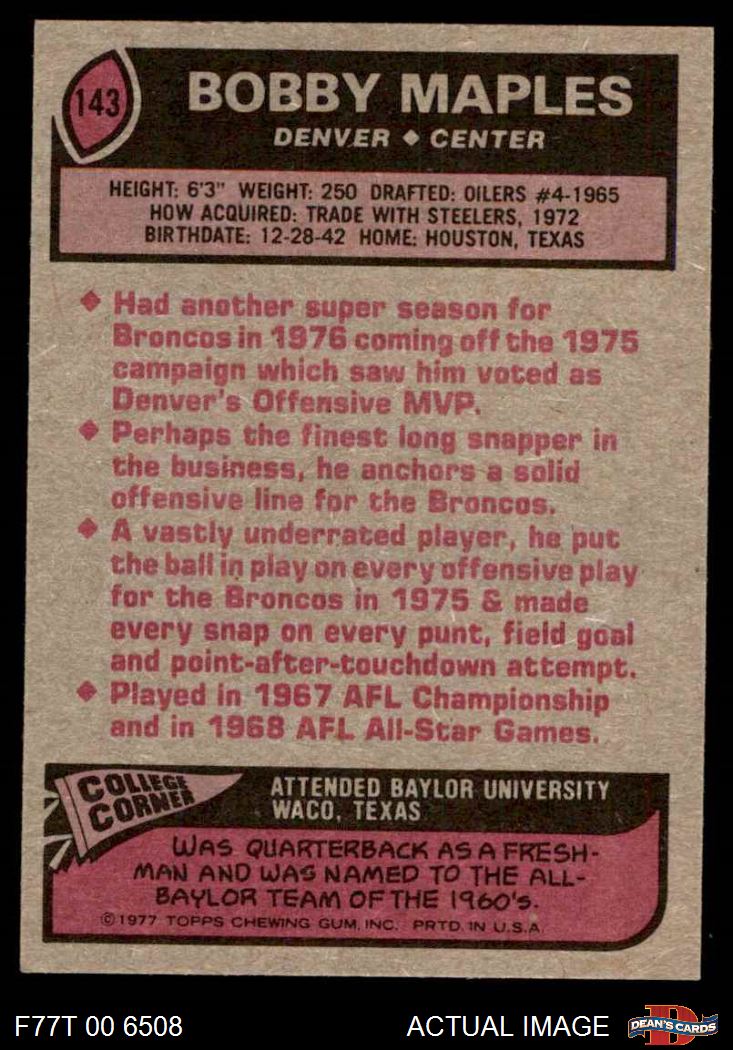 143
BOBBY MAPLES
DENVER ♦ CENTER
HEIGHT: 6'3" WEIGHT: 250 DRAFTED: OILERS #4-1965
HOW ACQUIRED: TRADE WITH STEELERS, 1972
BIRTHDATE: 12-28-42 HOME: HOUSTON, TEXAS
♦ Had another super season for
Broncos in 1976 coming off the 1975
campaign which saw him voted as
Denver's Offensive MVP.
♦ Perhaps the finest long snapper in
the business, he anchors a solid
offensive line for the Broncos.
♦ A vastly underrated player, he put
the ball in play on every offensive play
for the Broncos in 1975 & made
every snap on every punt, field goal
and point-after-touchdown attempt.
♦ Played in 1967 AFL Championship
and in 1968 AFL All-Star Games.
COLLEGE
CORNER
ATTENDED BAYLOR UNIVERSITY
WACO, TEXAS
WAS QUARTERBACK AS A FRESH-
MAN AND WAS NAMED TO THE ALL-
BAYLOR TEAM OF THE 1960's.
©1977 TOPPS CHEWING GUM, INC. PRTD. IN U.S.A.
F77T 00 6508
ACTUAL IMAGE
D
DEAN'S CARDS